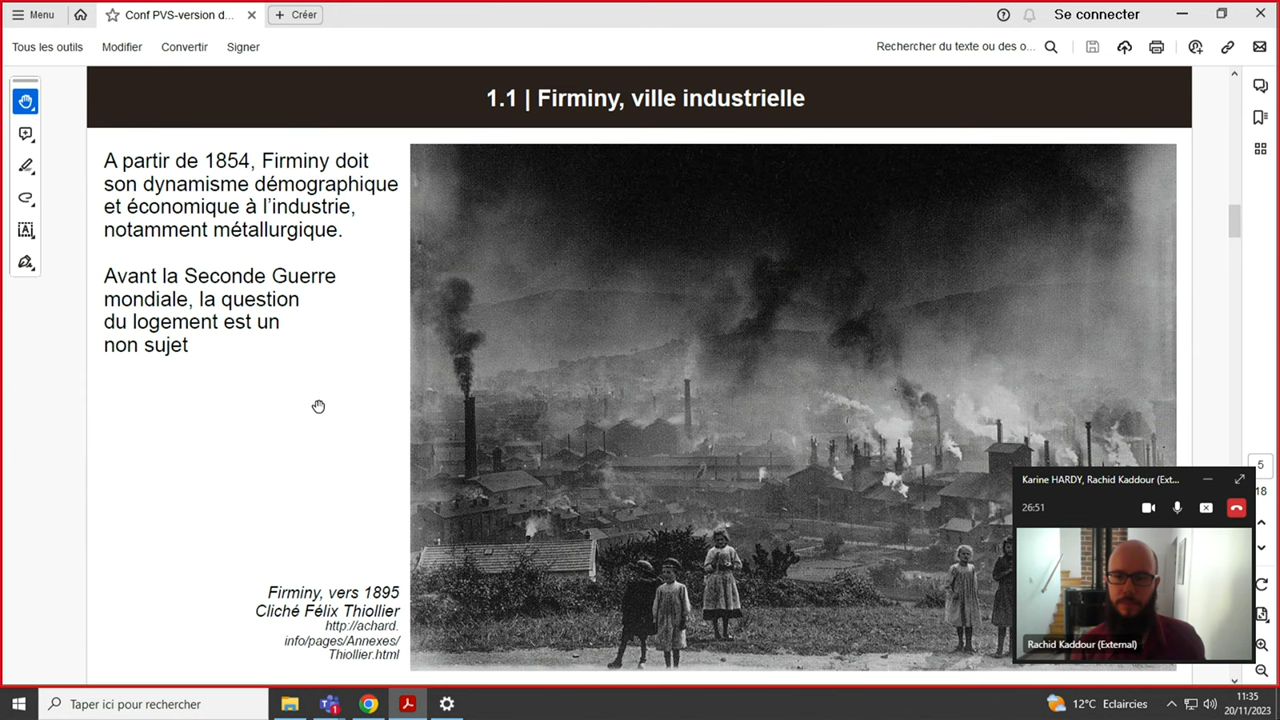 Menu
Conf PVS-version d...
Créer
Se connecter
Tous les outils
Modifier
Convertir
Signer
Rechercher du texte ou des o...
1.1 | Firminy, ville industrielle
A partir de 1854, Firminy doit
son dynamisme démographique
et économique à l’industrie,
notamment métallurgique.
Avant la Seconde Guerre
mondiale, la question
du logement est un
non sujet
Firminy, vers 1895
Cliché Félix Thiollier
http://achard.
info/pages/Annexes/
Thiollier.html
5
18
Karine HARDY, Rachid Kaddour (Ext...
26:51
Rachid Kaddour (External)
Taper ici pour rechercher
1
12°C Eclaircies
11:35
20/11/2023